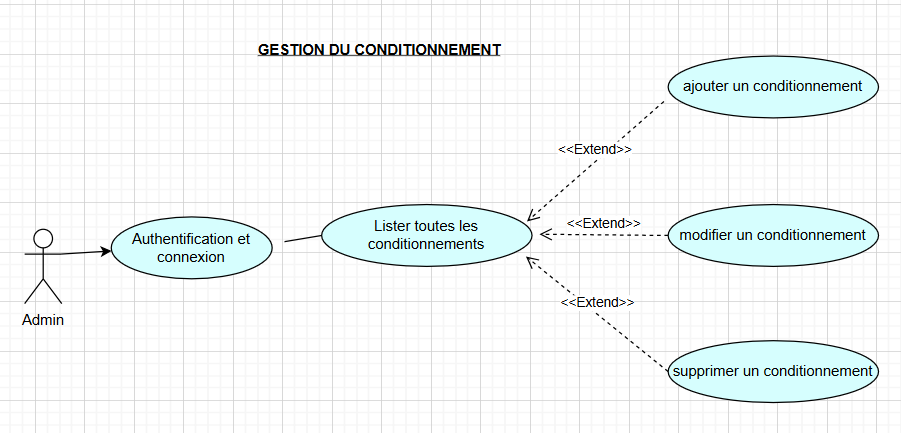 GESTION DU CONDITIONNEMENT
ajouter un conditionnement
<<Extend>>
Lister toutes les
conditionnements
<<Extend>>
modifier un conditionnement
Authentification et
connexion
<<Extend>>
Admin
supprimer un conditionnement